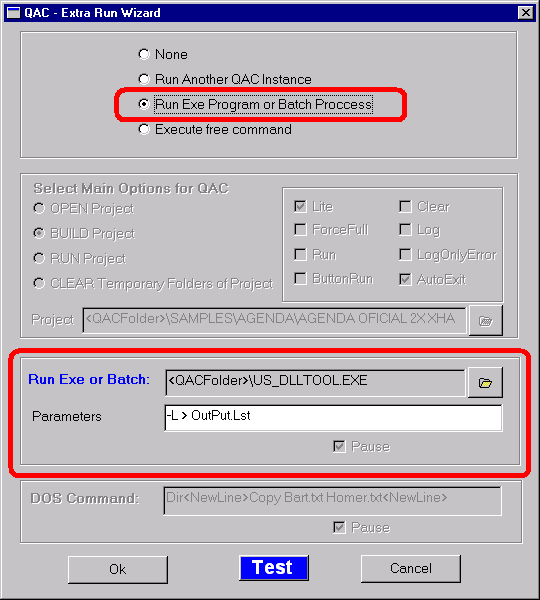 QAC - Extra Run Wizard
None
Run Another QAC Instance
Run Exe Program or Batch Proccess
Execute free command
Select Main Options for QAC
OPEN Project
BUILD Project
RUN Project
CLEAR Temporary Folders of Project
Lite
Clear
ForceFull
Log
Run
LogOnlyError
ButtonRun
AutoExit
Project
<QACFolder>\SAMPLES\AGENDA\AGENDA OFICIAL 2X XHA
Run Exe or Batch:
<QACFolder>\US_DLLTOOL.EXE
Parameters
-L > OutPut.Lst
Pause
DOS Command:
Dir<NewLine>Copy Bart.txt Homer.txt<NewLine>
Pause
Ok
Test
Cancel